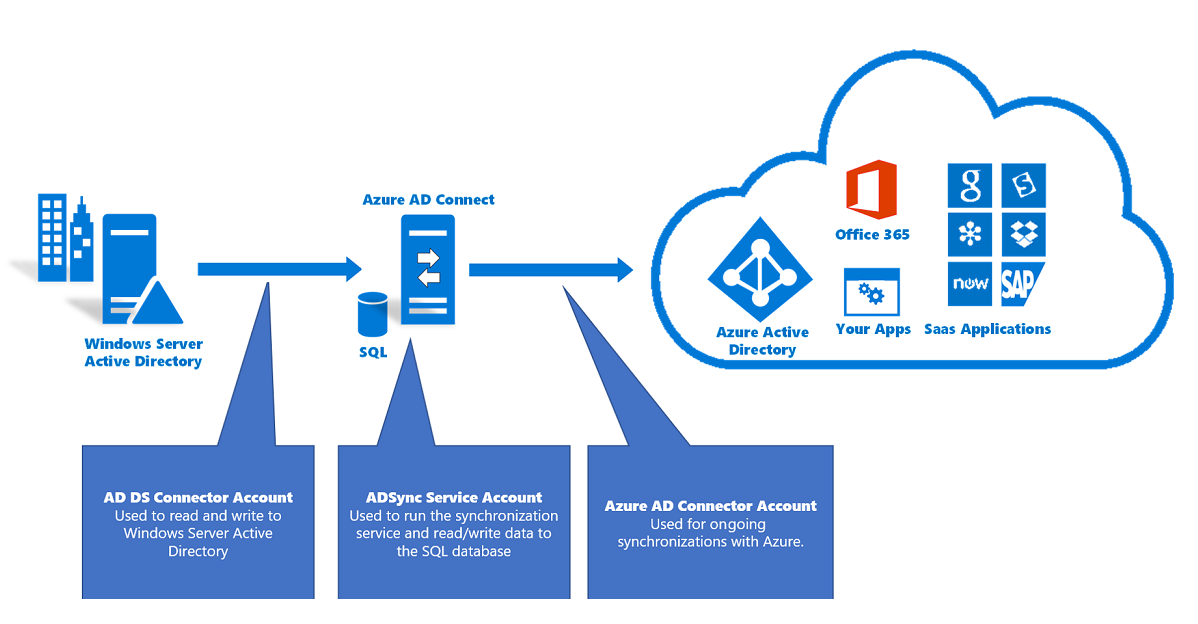 Azure AD Connect
Windows Server
Active Directory
SQL
Office 365
g
S
now
SAP
Azure Active
Directory
Your Apps
Saas Applications
AD DS Connector Account
Used to read and write to
Windows Server Active
Directory
ADSync Service Account
Used to run the synchronization
service and read/write data to
the SQL database
Azure AD Connector Account
Used for ongoing
synchronizations with Azure.